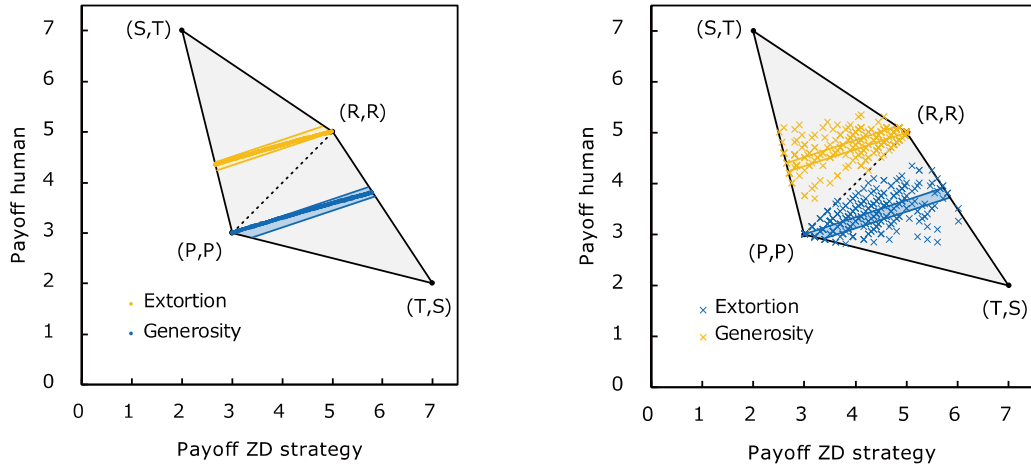 7
6
5
4
3
2
1
0
Payoff human
(S,T)
(R,R)
(P,P)
(T,S)
Extortion
Generosity
0 1 2 3 4 5 6 7
Payoff ZD strategy
7
6
5
4
3
2
1
0
Payoff human
(S,T)
(R,R)
(P,P)
(T,S)
Extortion
Generosity
0 1 2 3 4 5 6 7
Payoff ZD strategy